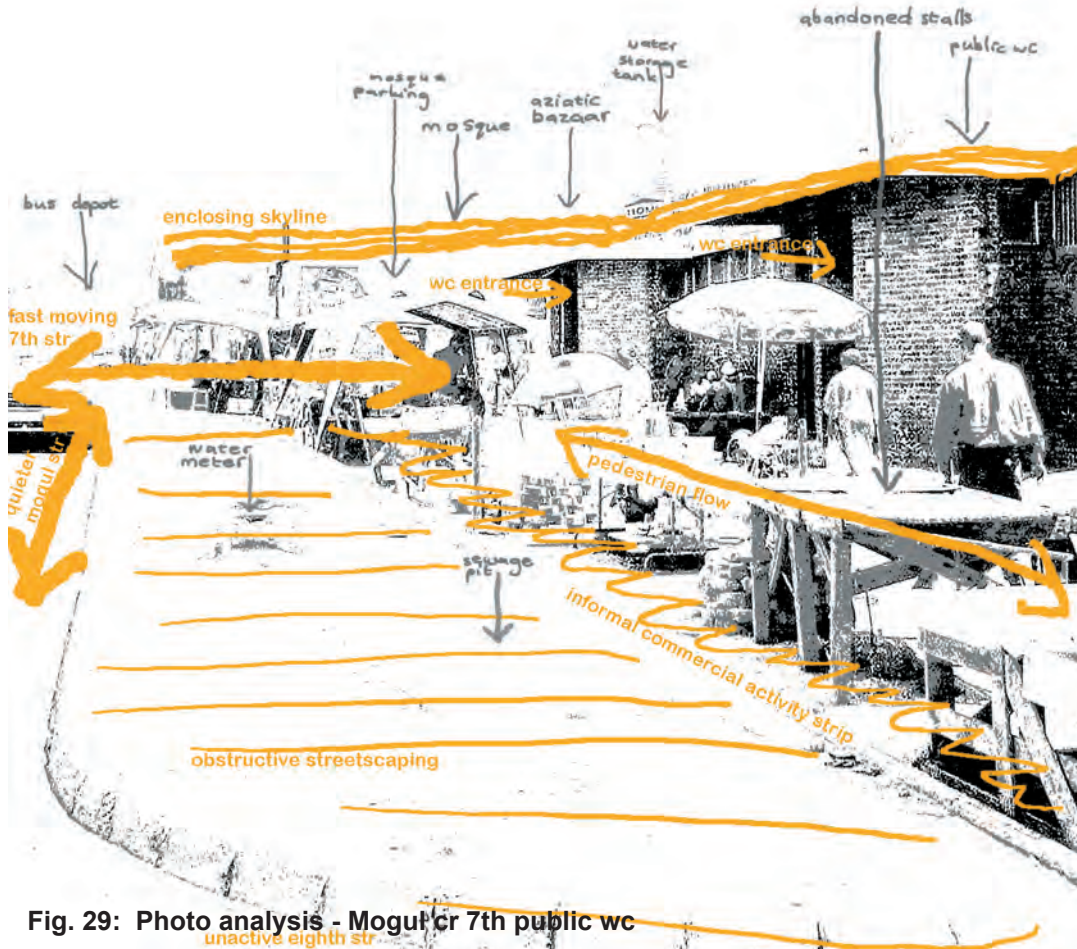 abandoned stalls
public wc
water
storage
tank
mosque
parking
aziatic
bazaar
mosque
bus depot
enclosing skyline
HOME
wc entrance
wc entrance
fast moving
7th str
quieter
mogul str
water
meter
pedestrian flow
sewage
pit
informal commercial activity strip
obstructive streetscaping
Fig. 29: Photo analysis - Mogul cr 7th public wc
unactive eighth str